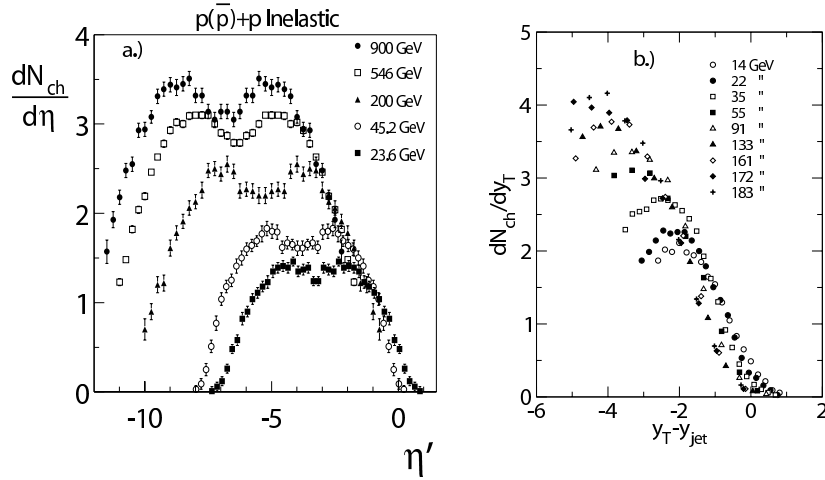 p(p̅)+p Inelastic
a.)
900 GeV
546 GeV
200 GeV
45.2 GeV
23.6 GeV
dN_ch
dη
4
3
2
1
0
-10
-5
0
η'
b.)
14 GeV
22 "
35 "
55 "
91 "
133 "
161 "
172 "
183 "
dN_ch/dy_T
5
4
3
2
1
0
-6
-4
-2
0
2
y_T-y_jet